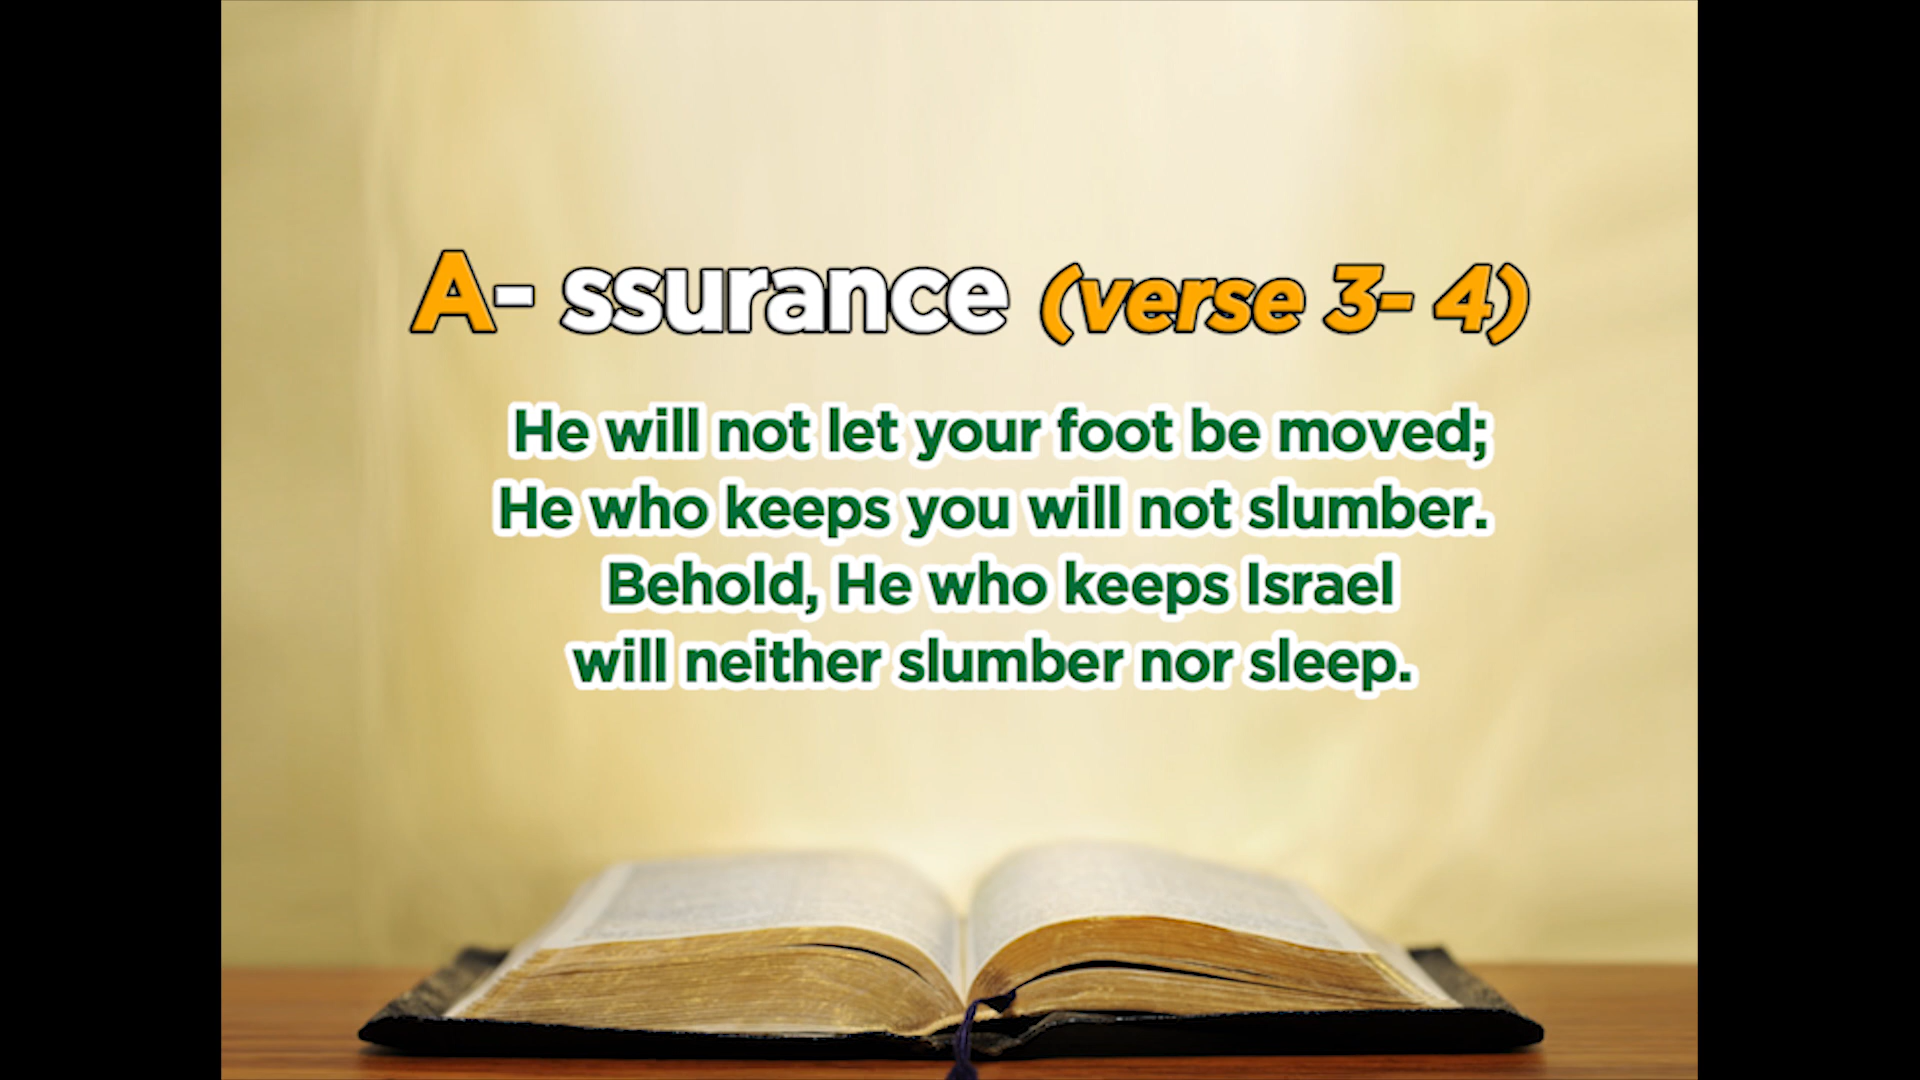 A- ssurance (verse 3- 4)
He will not let your foot be moved;
He who keeps you will not slumber.
Behold, He who keeps Israel
will neither slumber nor sleep.